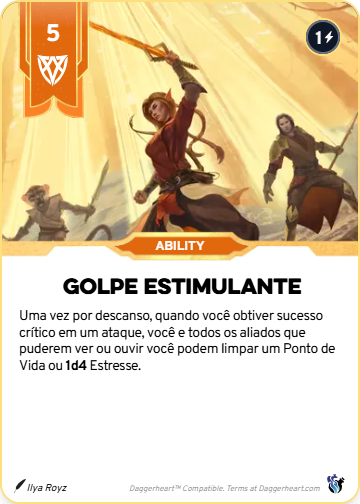 5
1
ABILITY
GOLPE ESTIMULANTE
Uma vez por descanso, quando você obtiver sucesso
crítico em um ataque, você e todos os aliados que
puderem ver ou ouvir você podem limpar um Ponto de
Vida ou 1d4 Estresse.
Ilya Royz
Daggerheart™ Compatible. Terms at Daggerheart.com